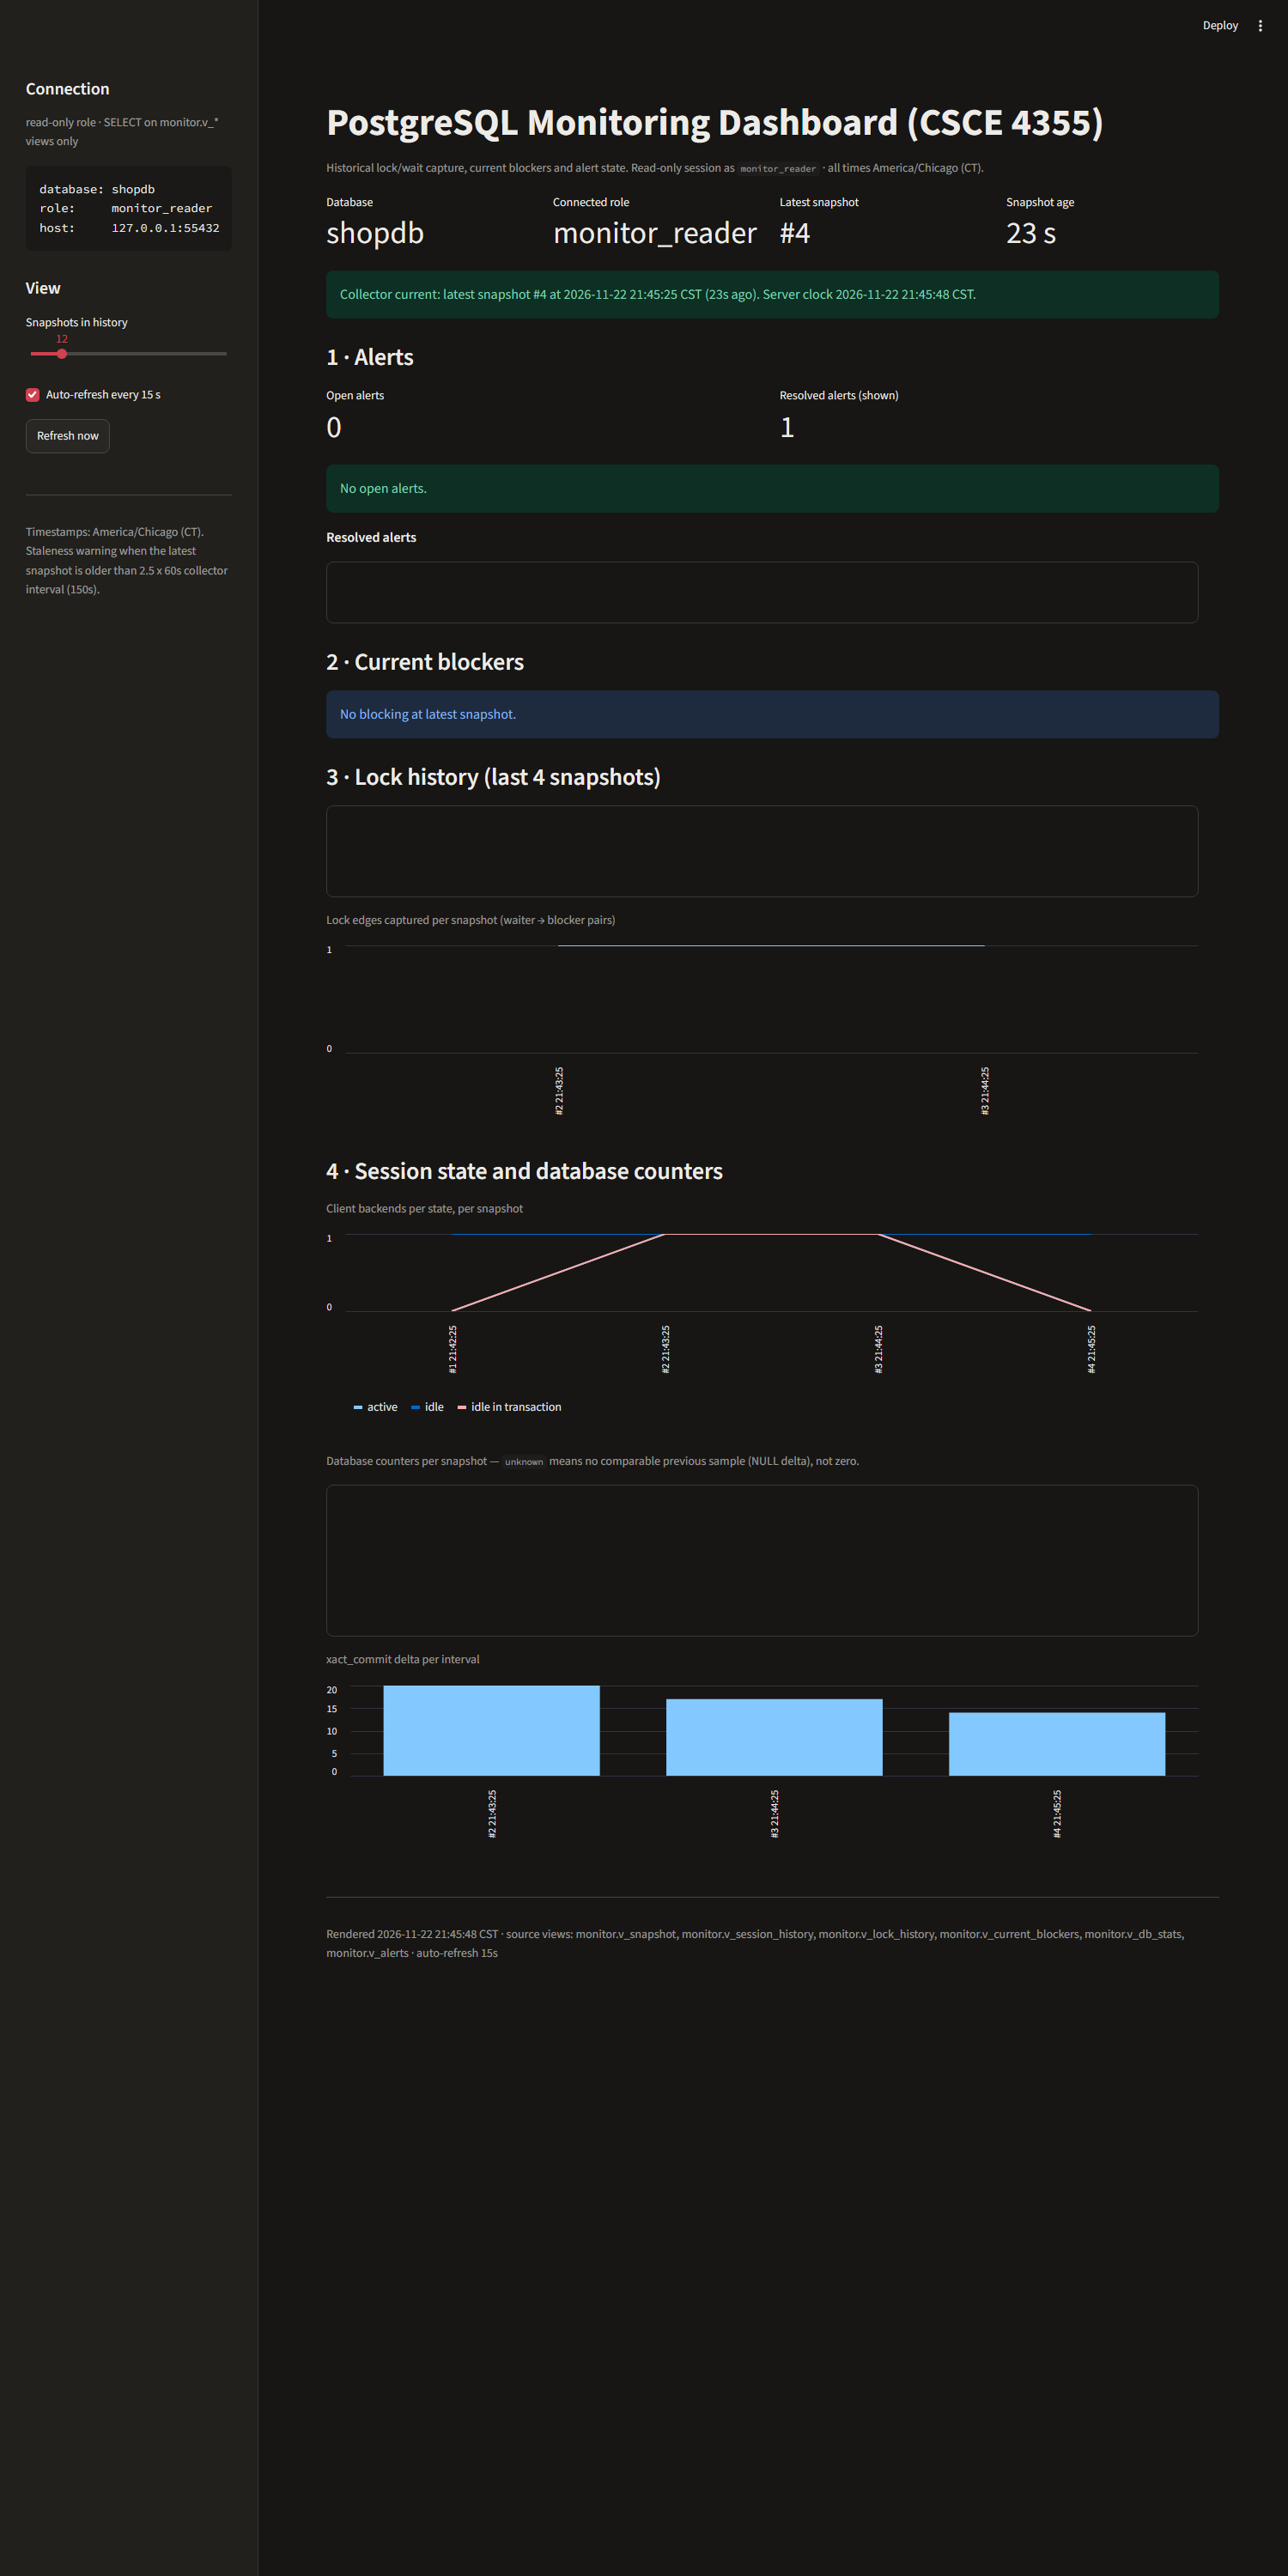 Deploy
Connection
read-only role · SELECT on monitor.v_*
views only
database: shopdb
role:     monitor_reader
host:     127.0.0.1:55432
View
Snapshots in history
12
Auto-refresh every 15 s
Refresh now
Timestamps: America/Chicago (CT).
Staleness warning when the latest
snapshot is older than 2.5 x 60s collector
interval (150s).
PostgreSQL Monitoring Dashboard (CSCE 4355)
Historical lock/wait capture, current blockers and alert state. Read-only session as monitor_reader · all times America/Chicago (CT).
Database
shopdb
Connected role
monitor_reader
Latest snapshot
#4
Snapshot age
23 s
Collector current: latest snapshot #4 at 2026-11-22 21:45:25 CST (23s ago). Server clock 2026-11-22 21:45:48 CST.
1 · Alerts
Open alerts
0
Resolved alerts (shown)
1
No open alerts.
Resolved alerts
2 · Current blockers
No blocking at latest snapshot.
3 · Lock history (last 4 snapshots)
Lock edges captured per snapshot (waiter → blocker pairs)
1
0
#2 21:43:25
#3 21:44:25
4 · Session state and database counters
Client backends per state, per snapshot
1
0
#1 21:42:25
#2 21:43:25
#3 21:44:25
#4 21:45:25
active
idle
idle in transaction
Database counters per snapshot — unknown means no comparable previous sample (NULL delta), not zero.
xact_commit delta per interval
20
15
10
5
0
#2 21:43:25
#3 21:44:25
#4 21:45:25
Rendered 2026-11-22 21:45:48 CST · source views: monitor.v_snapshot, monitor.v_session_history, monitor.v_lock_history, monitor.v_current_blockers, monitor.v_db_stats,
monitor.v_alerts · auto-refresh 15s